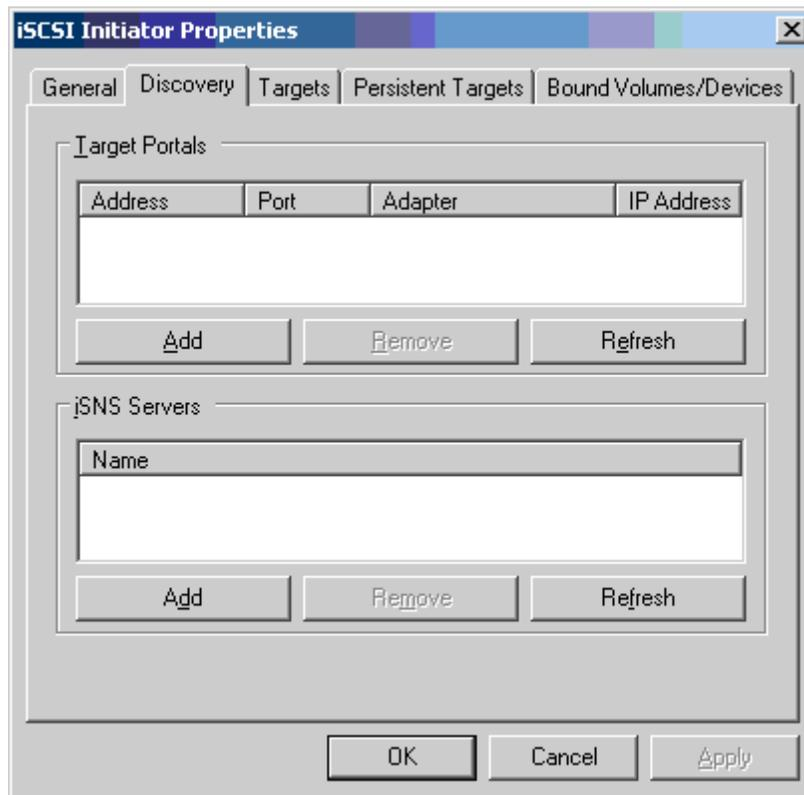 iSCSI Initiator Properties
General Discovery Targets Persistent Targets Bound Volumes/Devices
Target Portals
Address Port Adapter IP Address
Add Remove Refresh
iSNS Servers
Name
Add Remove Refresh
OK Cancel Apply